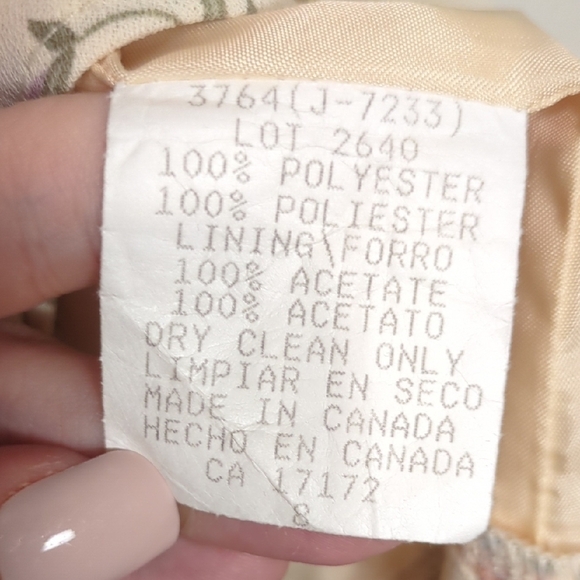 3764(J-7233)
LOT 2640
100% POLYESTER
100% POLIESTER
LINING\FORRO
100% ACETATE
100% ACETATO
DRY CLEAN ONLY
LIMPIAR EN SECO
MADE IN CANADA
HECHO EN CANADA
CA 17172
8